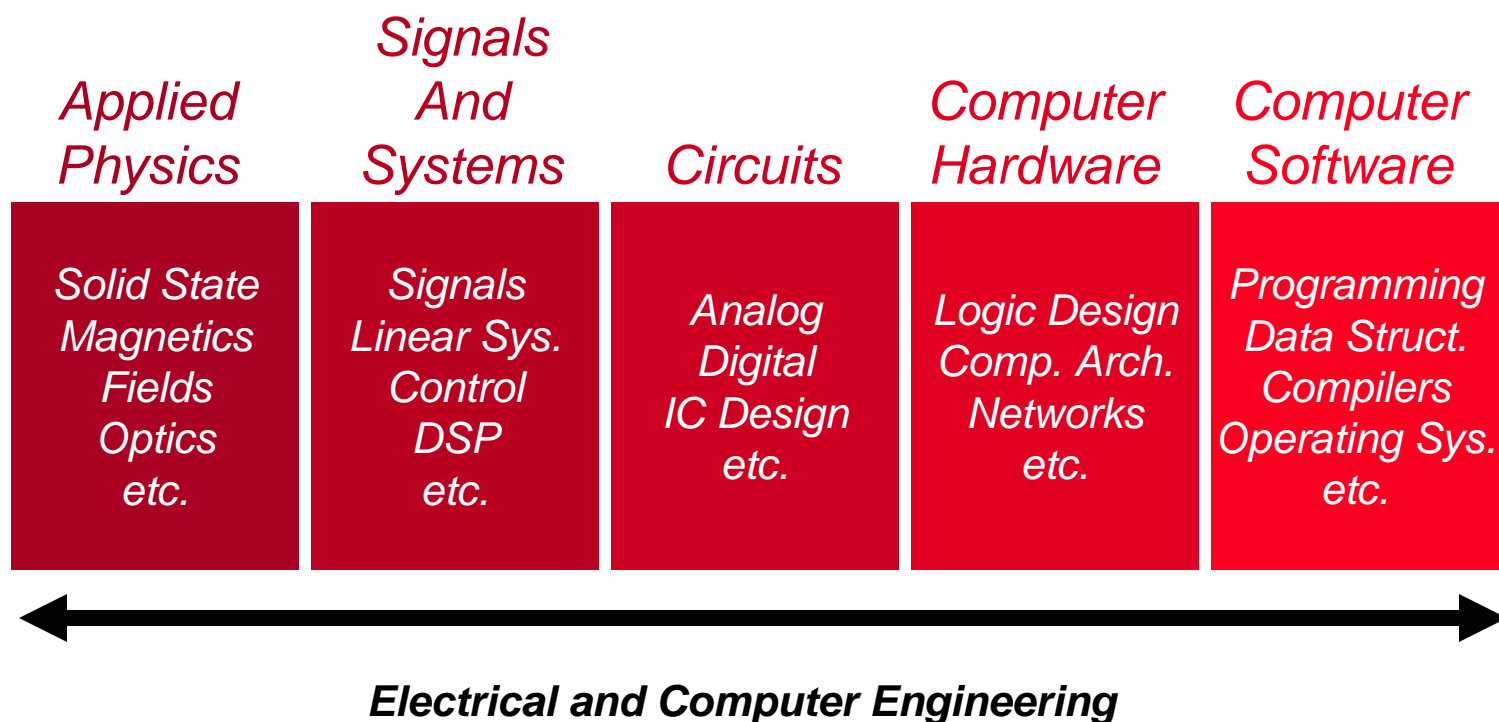 Applied
Physics
Solid State
Magnetics
Fields
Optics
etc.
Signals
And
Systems
Signals
Linear Sys.
Control
DSP
etc.
Circuits
Analog
Digital
IC Design
etc.
Computer
Hardware
Logic Design
Comp. Arch.
Networks
etc.
Computer
Software
Programming
Data Struct.
Compilers
Operating Sys.
etc.
Electrical and Computer Engineering